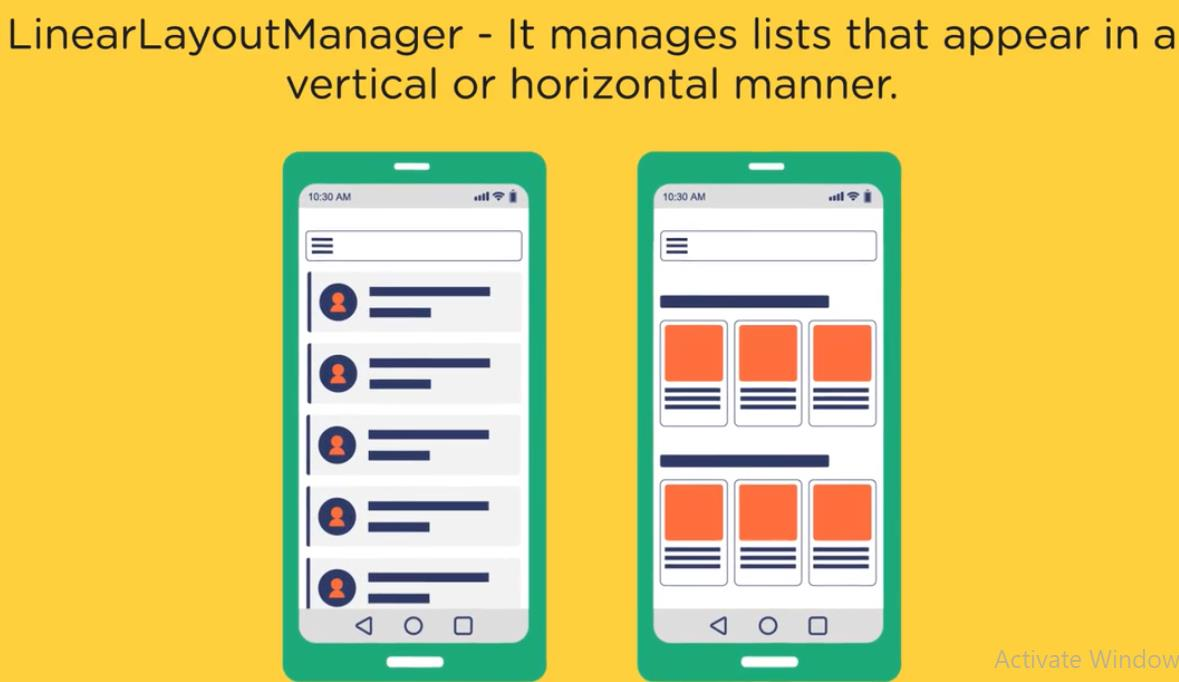 LinearLayoutManager - It manages lists that appear in a
vertical or horizontal manner.
10:30 AM
10:30 AM
Activate Window